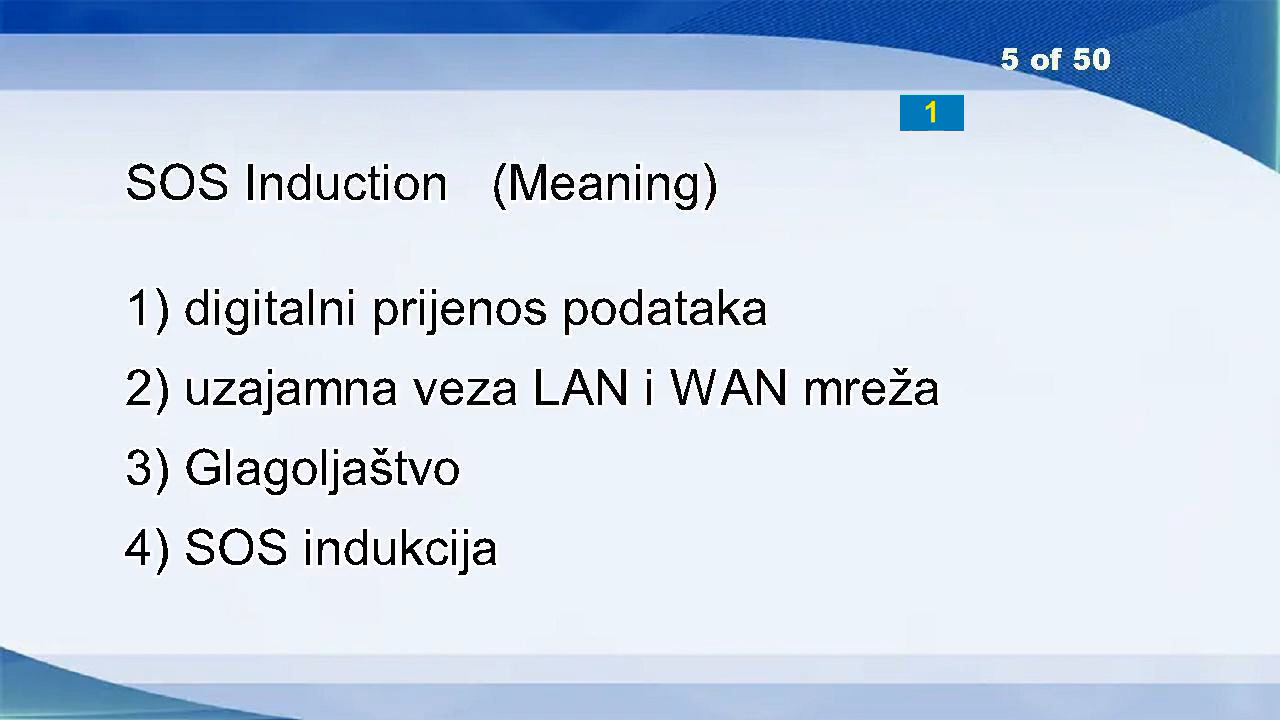 5 of 50
1
SOS Induction (Meaning)
1) digitalni prijenos podataka
2) uzajamna veza LAN i WAN mreža
3) Glagoljaštvo
4) SOS indukcija